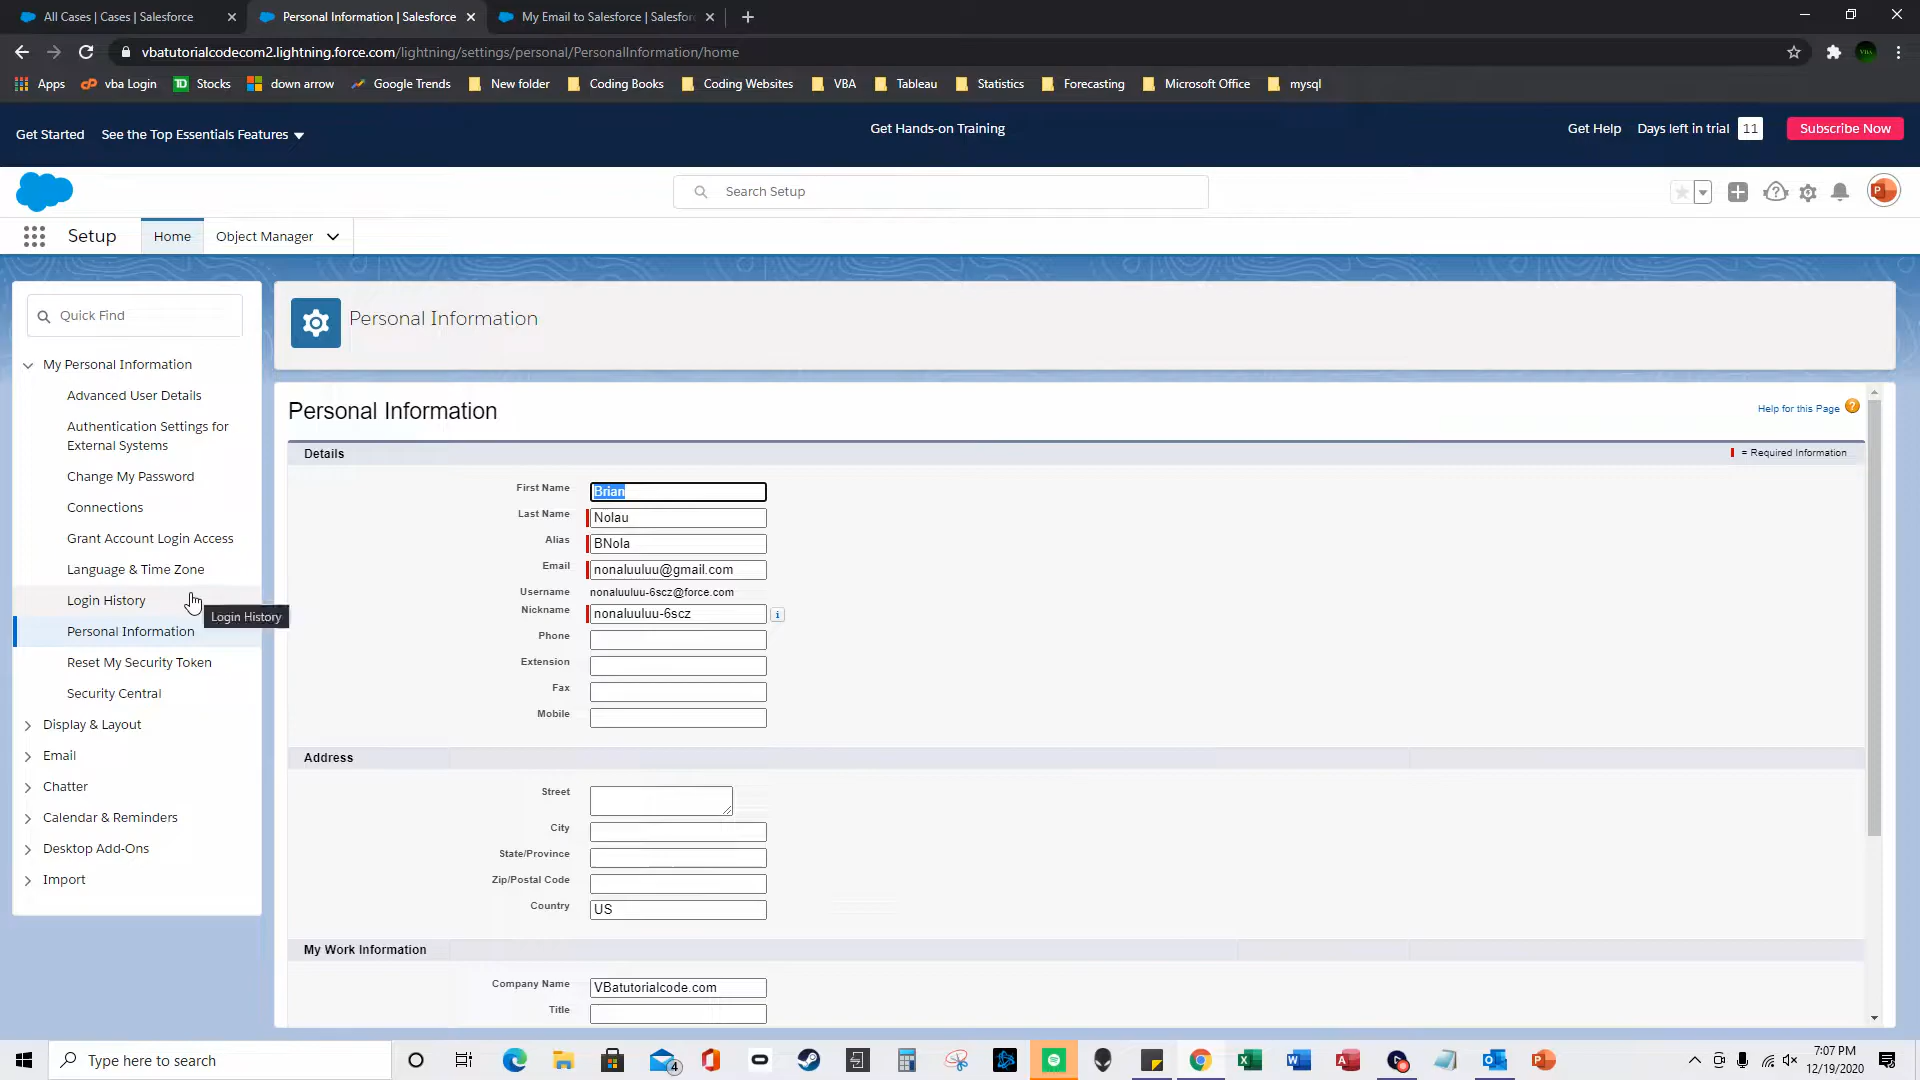 All Cases | Cases | Salesforce
Personal Information | Salesforce
My Email to Salesforce | Salesfor
vbatutorialcodecom2.lightning.force.com/lightning/settings/personal/PersonalInformation/home
Apps
vba Login
Stocks
down arrow
Google Trends
New folder
Coding Books
Coding Websites
VBA
Tableau
Statistics
Forecasting
Microsoft Office
mysql
Get Started
See the Top Essentials Features
Get Hands-on Training
Get Help
Days left in trial
11
Subscribe Now
Search Setup
Setup
Home
Object Manager
Quick Find
My Personal Information
Advanced User Details
Authentication Settings for
External Systems
Change My Password
Connections
Grant Account Login Access
Language & Time Zone
Login History
Login History
Personal Information
Reset My Security Token
Security Central
Display & Layout
Email
Chatter
Calendar & Reminders
Desktop Add-Ons
Import
Personal Information
Personal Information
Help for this Page
Details
= Required Information
First Name
Brian
Last Name
Nolau
Alias
BNola
Email
nonaluuluu@gmail.com
Username
nonaluuluu-6scz@force.com
Nickname
nonaluuluu-6scz
Phone
Extension
Fax
Mobile
Address
Street
City
State/Province
Zip/Postal Code
Country
US
My Work Information
Company Name
VBatutorialcode.com
Title
Type here to search
4
7:07 PM
12/19/2020